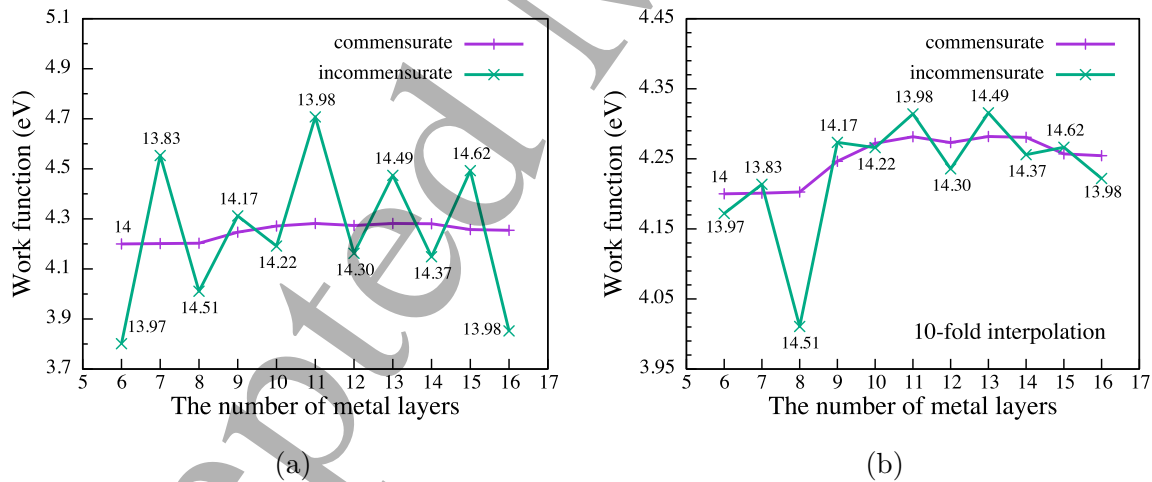 5.1
4.9
4.7
4.5
4.3
4.1
3.9
3.7
Work function (eV)
commensurate
incommensurate
14
13.97
13.83
14.51
14.17
14.22
13.98
14.30
14.49
14.37
14.62
13.98
5 6 7 8 9 10 11 12 13 14 15 16 17
The number of metal layers
(a)
4.45
4.35
4.25
4.15
4.05
3.95
Work function (eV)
commensurate
incommensurate
14
13.97
13.83
14.51
14.17
14.22
13.98
14.30
14.49
14.37
14.62
13.98
10-fold interpolation
5 6 7 8 9 10 11 12 13 14 15 16 17
The number of metal layers
(b)